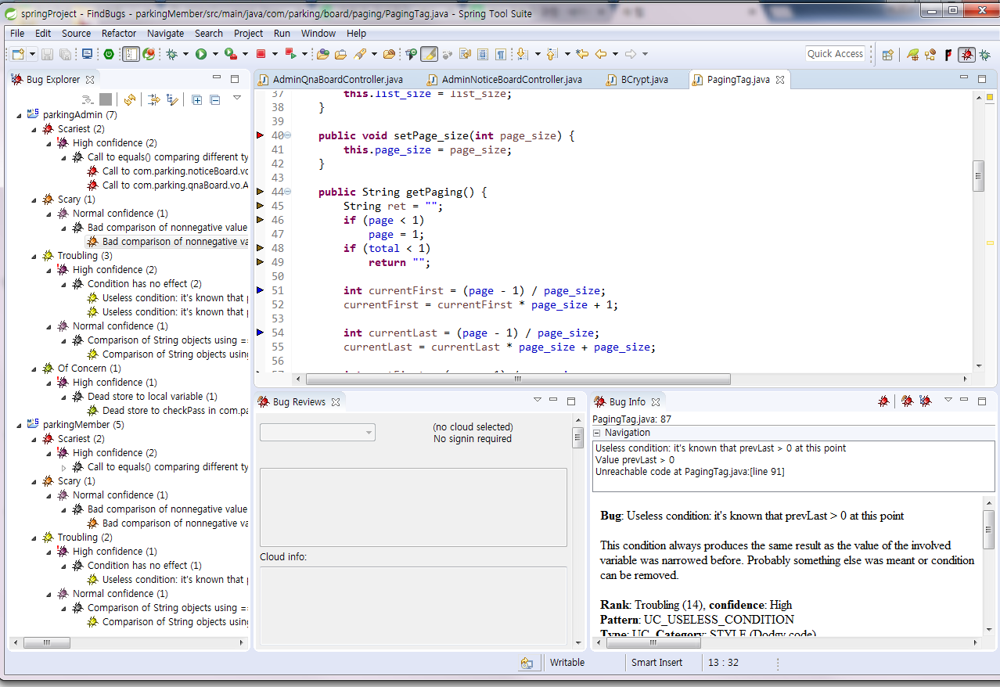 springProject - FindBugs - parkingMember/src/main/java/com/parking/board/paging/PagingTag.java - Spring Tool Suite
File Edit Source Refactor Navigate Search Project Run Window Help
Quick Access
Bug Explorer
parkingAdmin (7)
Scariest (2)
High confidence (2)
Call to equals() comparing different ty
Call to com.parking.noticeBoard.vo
Call to com.parking.qnaBoard.vo.A
Scary (1)
Normal confidence (1)
Bad comparison of nonnegative value
Bad comparison of nonnegative va
Troubling (3)
High confidence (2)
Condition has no effect (2)
Useless condition: it's known that
Useless condition: it's known that
Normal confidence (1)
Comparison of String objects using =
Comparison of String objects using
Of Concern (1)
High confidence (1)
Dead store to local variable (1)
Dead store to checkPass in com.pa
parkingMember (5)
Scariest (2)
High confidence (2)
Call to equals() comparing different ty
Scary (1)
Normal confidence (1)
Bad comparison of nonnegative value
Bad comparison of nonnegative va
Troubling (2)
High confidence (1)
Condition has no effect (1)
Useless condition: it's known that
Normal confidence (1)
Comparison of String objects using =
Comparison of String objects using
AdminQnaBoardController.java AdminNoticeBoardController.java BCrypt.java PagingTag.java
37 this.list_size = list_size;
38 }
39
40 public void setPage_size(int page_size) {
41 this.page_size = page_size;
42 }
43
44 public String getPaging() {
45 String ret = "";
46 if (page < 1)
47 page = 1;
48 if (total < 1)
49 return "";
50
51 int currentFirst = (page - 1) / page_size;
52 currentFirst = currentFirst * page_size + 1;
53
54 int currentLast = (page - 1) / page_size;
55 currentLast = currentLast * page_size + page_size;
56
Bug Reviews
(no cloud selected)
No signin required
Cloud info:
Bug Info
PagingTag.java: 87
Navigation
Useless condition: it's known that prevLast > 0 at this point
Value prevLast > 0
Unreachable code at PagingTag.java:[line 91]
Bug: Useless condition: it's known that prevLast > 0 at this point
This condition always produces the same result as the value of the involved
variable was narrowed before. Probably something else was meant or condition
can be removed.
Rank: Troubling (14), confidence: High
Pattern: UC_USELESS_CONDITION
Type: UC, Category: STYLE (Dodgy code)
Writable Smart Insert 13 : 32